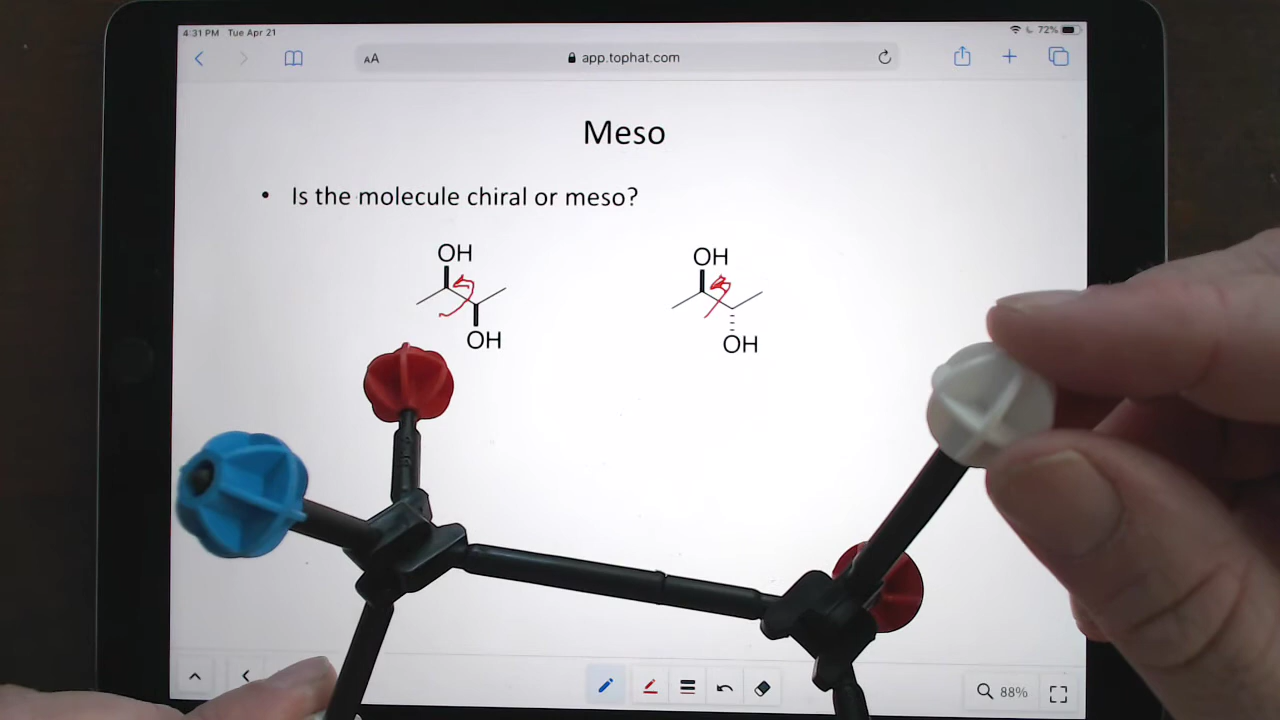 4:31 PM Tue Apr 21
72%
AA
app.tophat.com
Meso
• Is the molecule chiral or meso?
OH
OH
OH
OH
88%